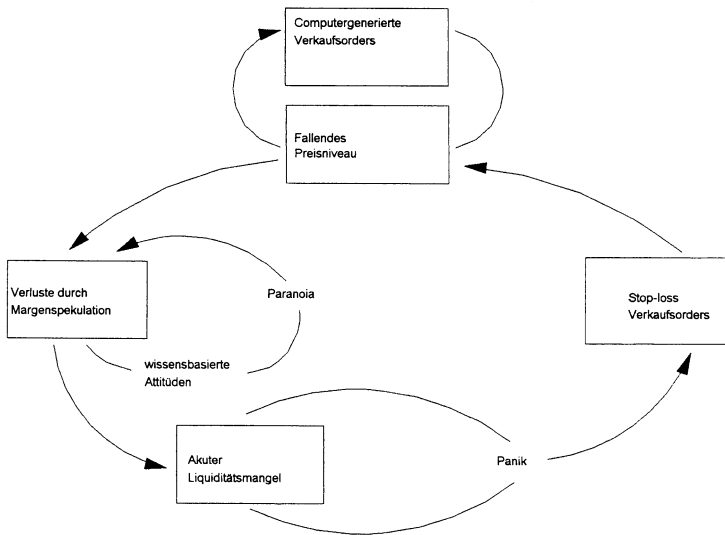 Computergenerierte
Verkaufsorders
Fallendes
Preisniveau
Verluste durch
Margenspekulation
Paranoia
Stop-loss
Verkaufsorders
wissensbasierte
Attitüden
Akuter
Liquiditätsmangel
Panik